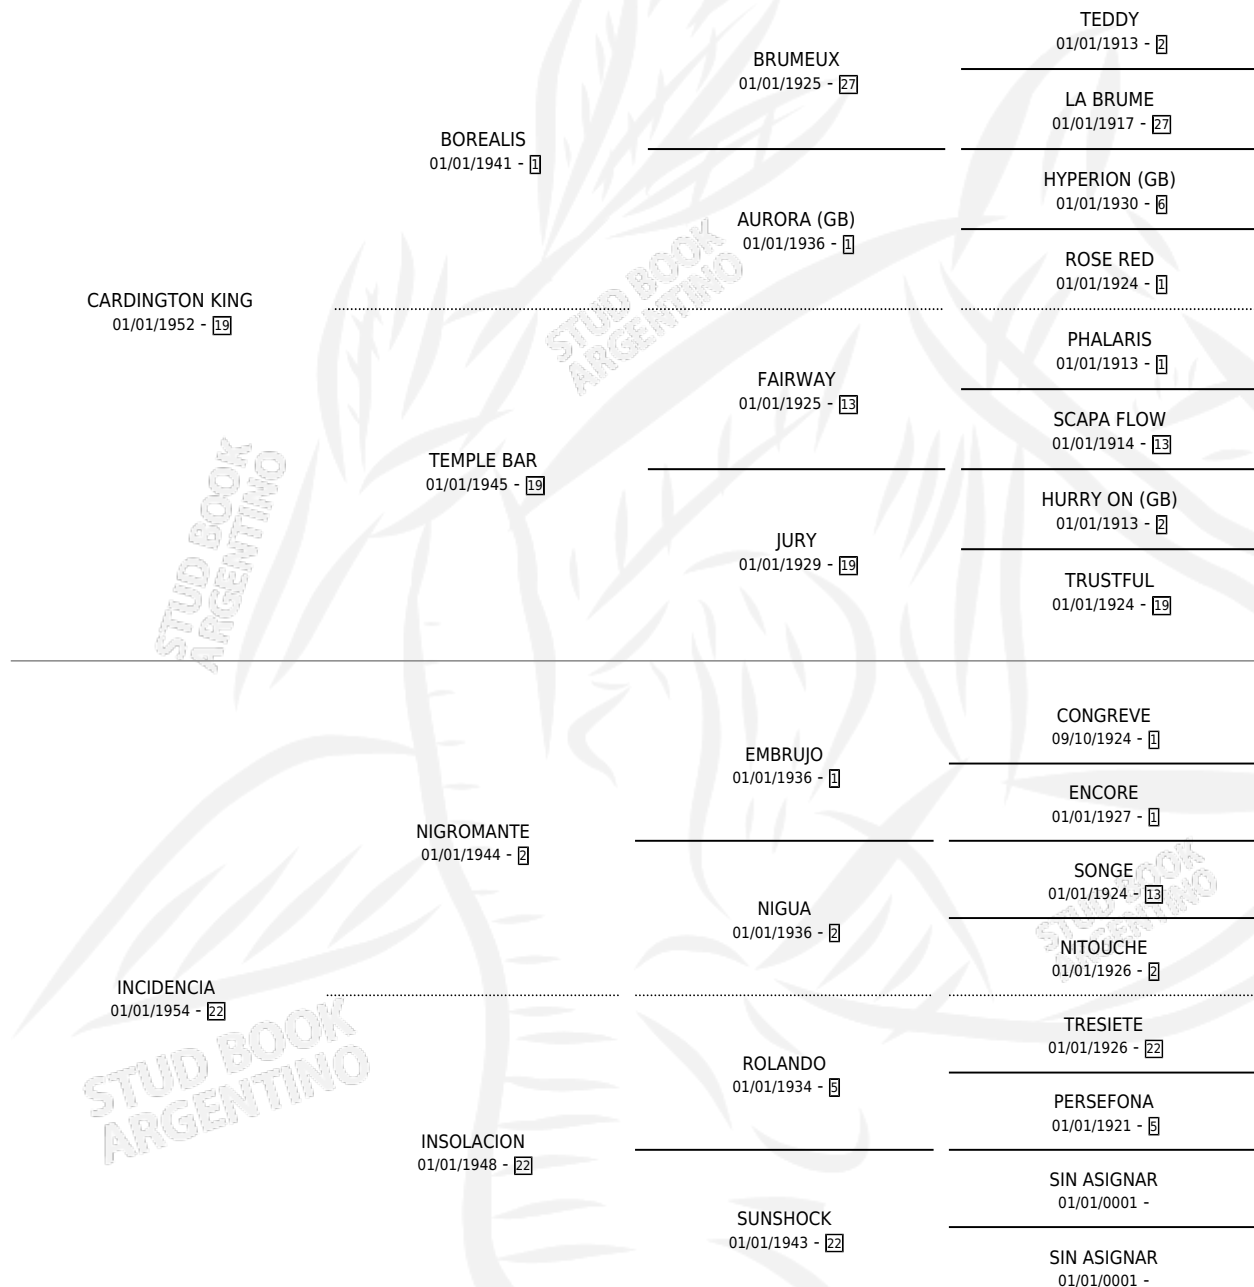 TEDDY
01/01/1913 - 2
BRUMEUX
01/01/1925 - 27
LA BRUME
01/01/1917 - 27
BOREALIS
01/01/1941 - 1
HYPERION (GB)
01/01/1930 - 6
AURORA (GB)
01/01/1936 - 1
ROSE RED
01/01/1924 - 1
CARDINGTON KING
01/01/1952 - 19
PHALARIS
01/01/1913 - 1
FAIRWAY
01/01/1925 - 13
SCAPA FLOW
01/01/1914 - 13
TEMPLE BAR
01/01/1945 - 19
HURRY ON (GB)
01/01/1913 - 2
JURY
01/01/1929 - 19
TRUSTFUL
01/01/1924 - 19
CONGREVE
09/10/1924 - 1
EMBRUJO
01/01/1936 - 1
ENCORE
01/01/1927 - 1
NIGROMANTE
01/01/1944 - 2
SONGE
01/01/1924 - 13
NIGUA
01/01/1936 - 2
NITOUCHE
01/01/1926 - 2
INCIDENCIA
01/01/1954 - 22
TRESIETE
01/01/1926 - 22
ROLANDO
01/01/1934 - 5
PERSEFONA
01/01/1921 - 5
INSOLACION
01/01/1948 - 22
SIN ASIGNAR
01/01/0001 -
SUNSHOCK
01/01/1943 - 22
SIN ASIGNAR
01/01/0001 -
STUD BOOK
ARGENTINO
STUD BOOK
ARGENTINO
STUD BOOK
ARGENTINO
STUD BOOK
ARGENTINO